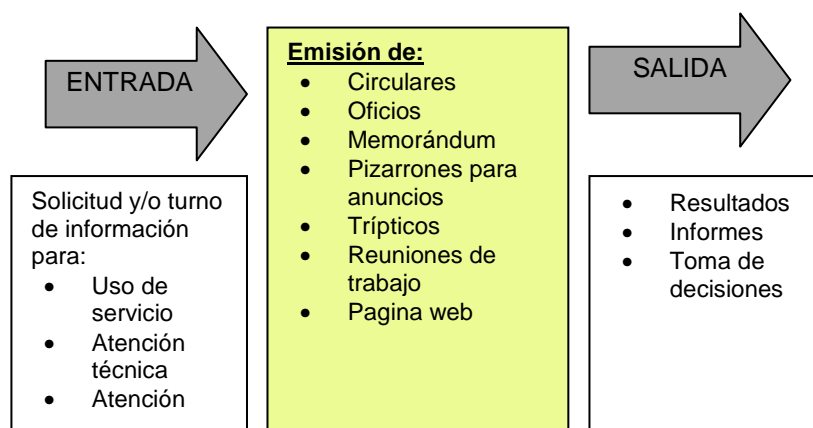 ENTRADA
Solicitud y/o turno
de información
para:
• Uso de
servicio
• Atención
técnica
• Atención
Emisión de:
• Circulares
• Oficios
• Memorándum
• Pizarrones para
anuncios
• Trípticos
• Reuniones de
trabajo
• Pagina web
SALIDA
• Resultados
• Informes
• Toma de
decisiones